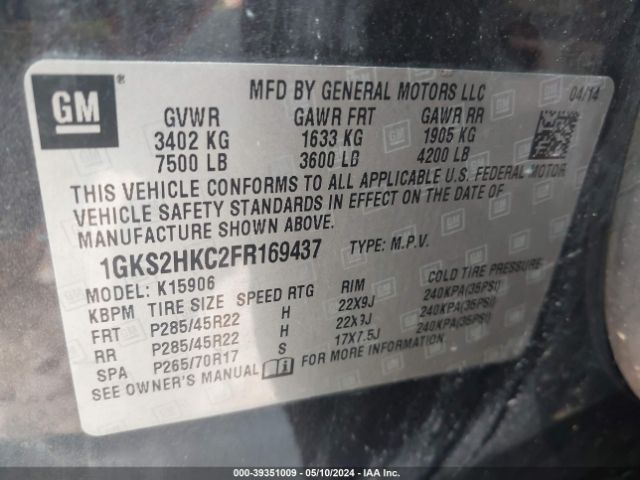 GM
®
MFD BY GENERAL MOTORS LLC
04/14
GVWR GAWR FRT GAWR RR
3402 KG 1633 KG 1905 KG
7500 LB 3600 LB 4200 LB
THIS VEHICLE CONFORMS TO ALL APPLICABLE U.S. FEDERAL MOTOR
VEHICLE SAFETY STANDARDS IN EFFECT ON THE DATE OF
MANUFACTURE SHOWN ABOVE.
1GKS2HKC2FR169437 TYPE: M.P.V.
MODEL: K15906
KBPM TIRE SIZE SPEED RTG RIM COLD TIRE PRESSURE
FRT P285/45R22 H 22X9J 240KPA(35PSI)
RR P285/45R22 H 22X9J 240KPA(35PSI)
SPA P265/70R17 S 17X7.5J 240KPA(35PSI)
SEE OWNER'S MANUAL FOR MORE INFORMATION.
COPART: 39351009 - 05/10/2024 - IAA Inc.